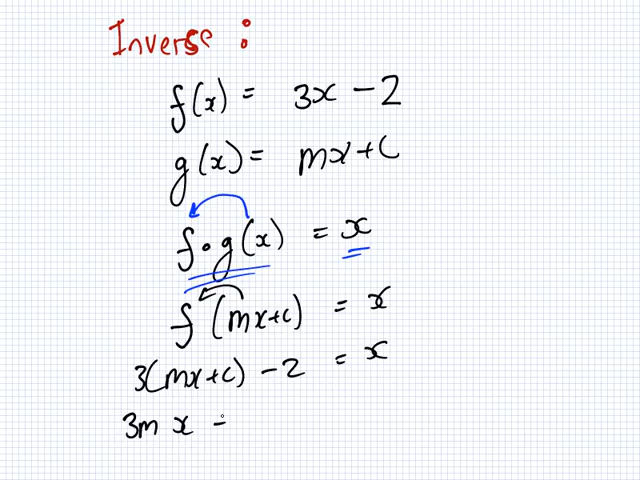 Inverse :
f(x) = 3x - 2
g(x) = mx + c
f∘g(x) = x
f(mx+c) = x
3(mx+c) - 2 = x
3m x